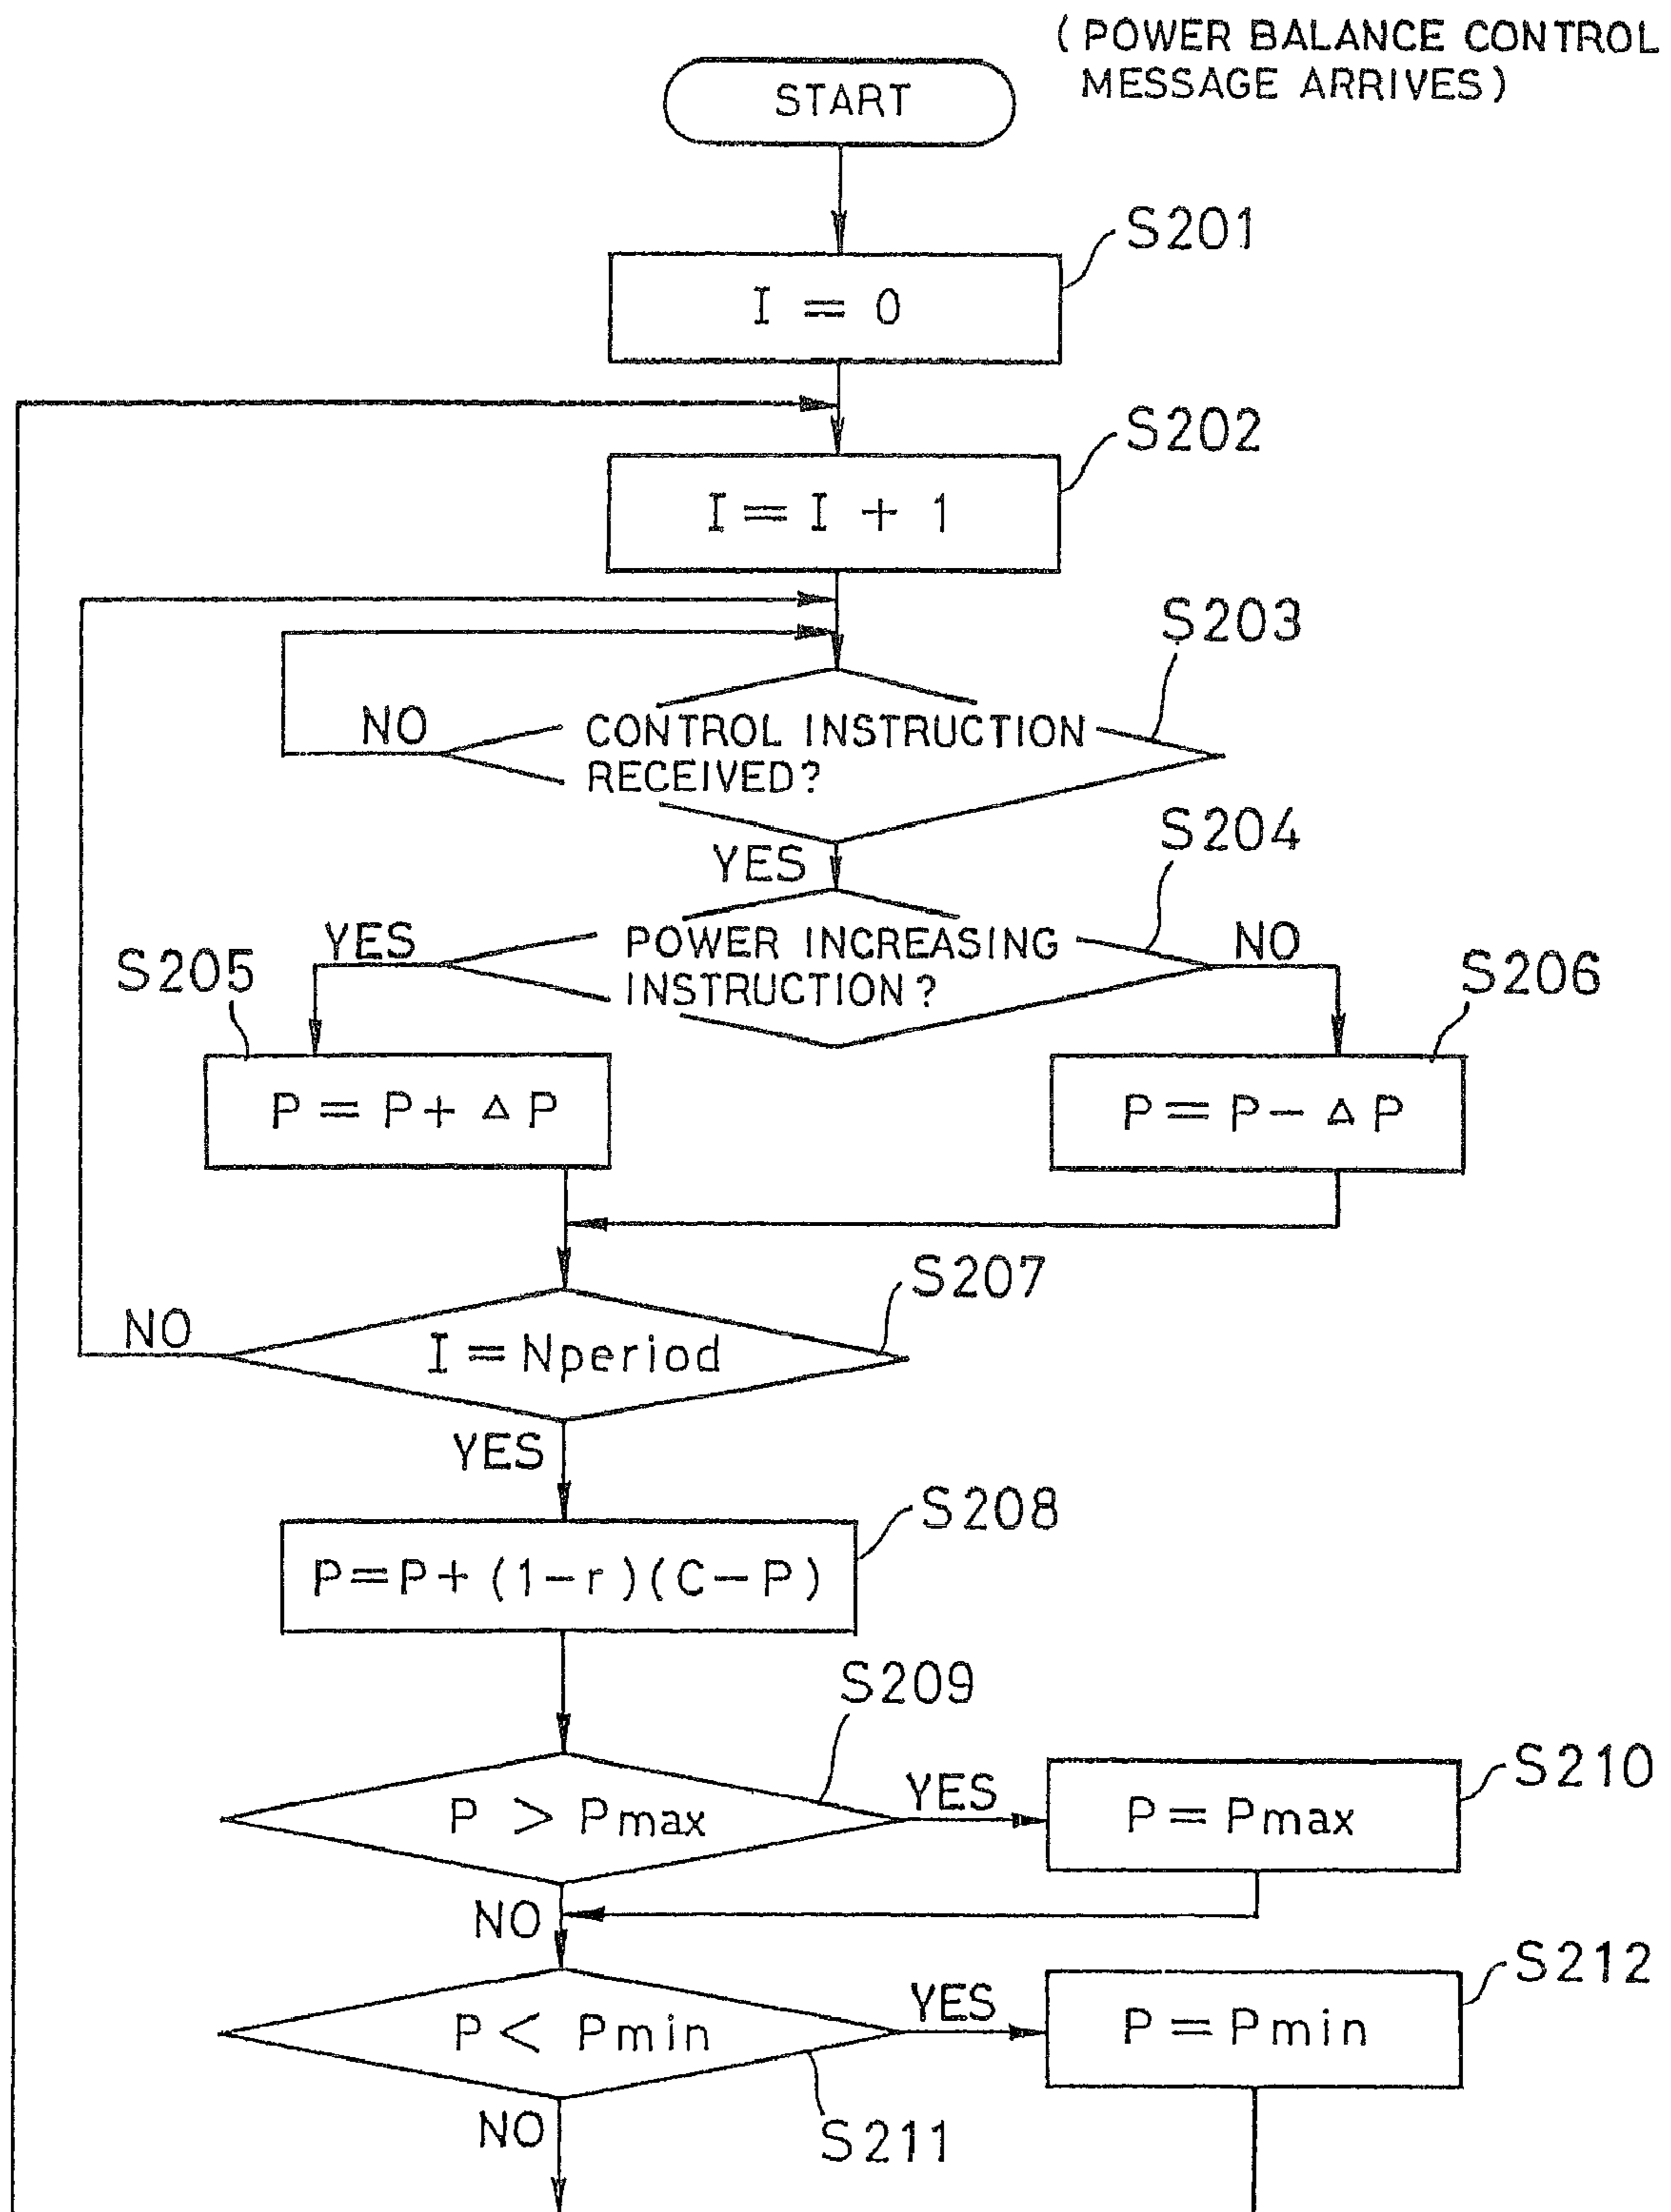 ( POWER BALANCE CONTROL
MESSAGE ARRIVES )
START
S201
I = 0
S202
I = I + 1
S203
NO
CONTROL INSTRUCTION
RECEIVED?
YES
S204
YES
POWER INCREASING
INSTRUCTION?
NO
S205
S206
P = P + Δ P
P = P - Δ P
S207
NO
I = Nperiod
YES
S208
P = P + (1-r)(C-P)
S209
P > Pmax
YES
S210
P = Pmax
NO
S212
P < Pmin
YES
P = Pmin
NO
S211